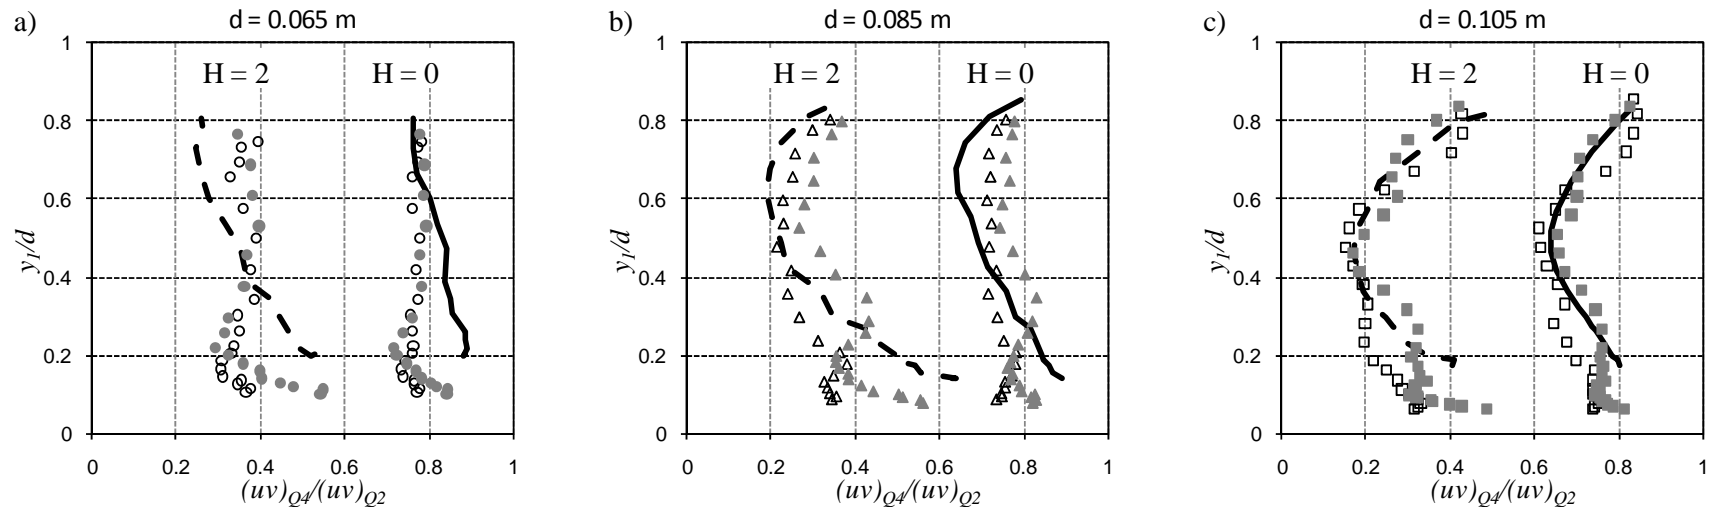 a) d = 0.065 m
H = 2 H = 0
1
0.8
0.6
0.4
0.2
0
y1/d
0 0.2 0.4 0.6 0.8 1
(uv)Q4/(uv)Q2
b) d = 0.085 m
H = 2 H = 0
1
0.8
0.6
0.4
0.2
0
y1/d
0 0.2 0.4 0.6 0.8 1
(uv)Q4/(uv)Q2
c) d = 0.105 m
H = 2 H = 0
1
0.8
0.6
0.4
0.2
0
y1/d
0 0.2 0.4 0.6 0.8 1
(uv)Q4/(uv)Q2